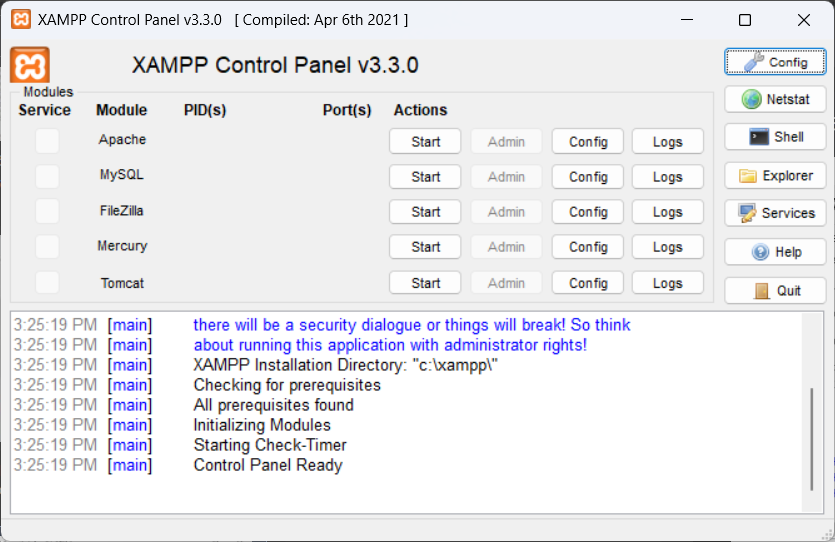 XAMPP Control Panel v3.3.0 [ Compiled: Apr 6th 2021 ]
XAMPP Control Panel v3.3.0
Config
Modules
Netstat
Service Module PID(s) Port(s) Actions
Apache Start Admin Config Logs
Shell
MySQL Start Admin Config Logs
Explorer
FileZilla Start Admin Config Logs
Services
Mercury Start Admin Config Logs
Help
Tomcat Start Admin Config Logs
Quit
3:25:19 PM [main] there will be a security dialogue or things will break! So think
3:25:19 PM [main] about running this application with administrator rights!
3:25:19 PM [main] XAMPP Installation Directory: "c:\xampp\"
3:25:19 PM [main] Checking for prerequisites
3:25:19 PM [main] All prerequisites found
3:25:19 PM [main] Initializing Modules
3:25:19 PM [main] Starting Check-Timer
3:25:19 PM [main] Control Panel Ready